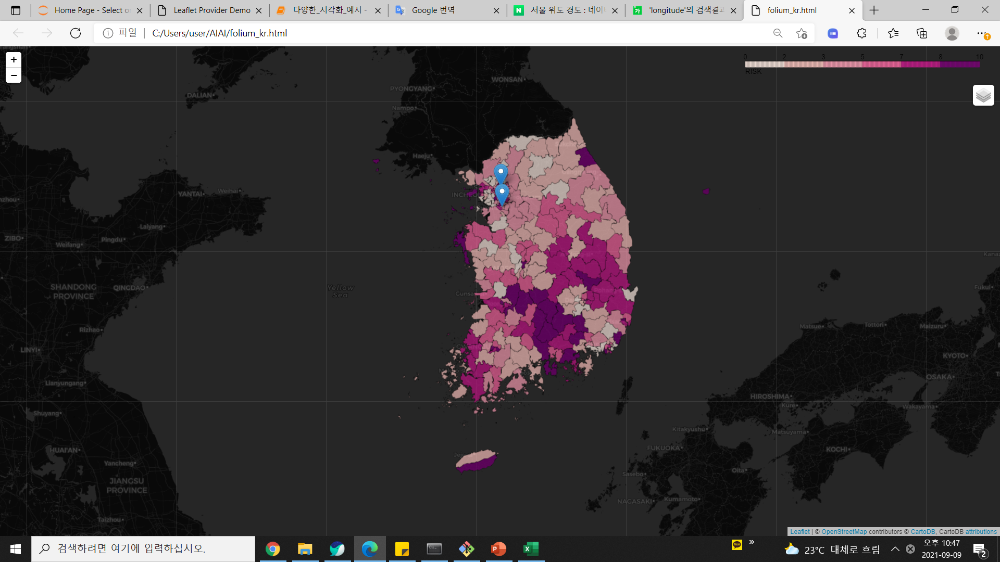 Home Page - Select o
Leaflet Provider Demo
다양한_시각화_예시 -
Google 번역
서울 위도 경도 : 네이
'longitude'의 검색결
folium_kr.html
파일
C:/Users/user/AIAI/folium_kr.html
+
−
0 2 3 5 7 8 10
RISK
WONSAN
PYONGYANG
DALIAN
Nampo
Haeju
INCHEO
YANTAI
Weihai
nzhou
Laiyang
ZIBO
Pingdu
Weifang
Kana
SHANDONG
PROVINCE
QINGDAO
Yellow
Sea
Fukui
Gunsa
Rizhao
Matsue
Tottori
Maizuru
LINYI
KYOTO
OSAKA
Lianyungang
HIROSHIMA
Kure
Wakayama
Shuyang
Kitakyushu
Matsuyama
HUAI'AN
FUKUOKA
KOCHI
Jeju
Yancheng
Sasebo
Oita
JIANGSU
PROVINCE
NAGASAKI
Kumamoto
Taizhou
Leaflet | © OpenStreetMap contributors © CartoDB, CartoDB attributions
검색하려면 여기에 입력하십시오.
TALK
»
23°C 대체로 흐림
오후 10:47
2021-09-09
2